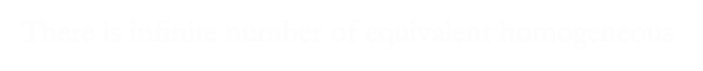 There is infinite number of equivalent homogeneous